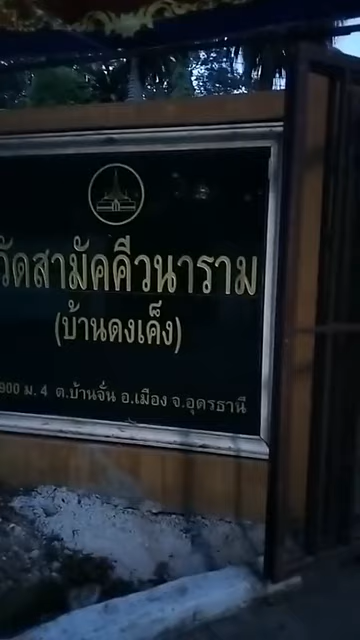 วัดสามัคคีวนาราม
(บ้านดงเค็ง)
900 ม. 4 ต.บ้านจั่น อ.เมือง จ.อุดรธานี